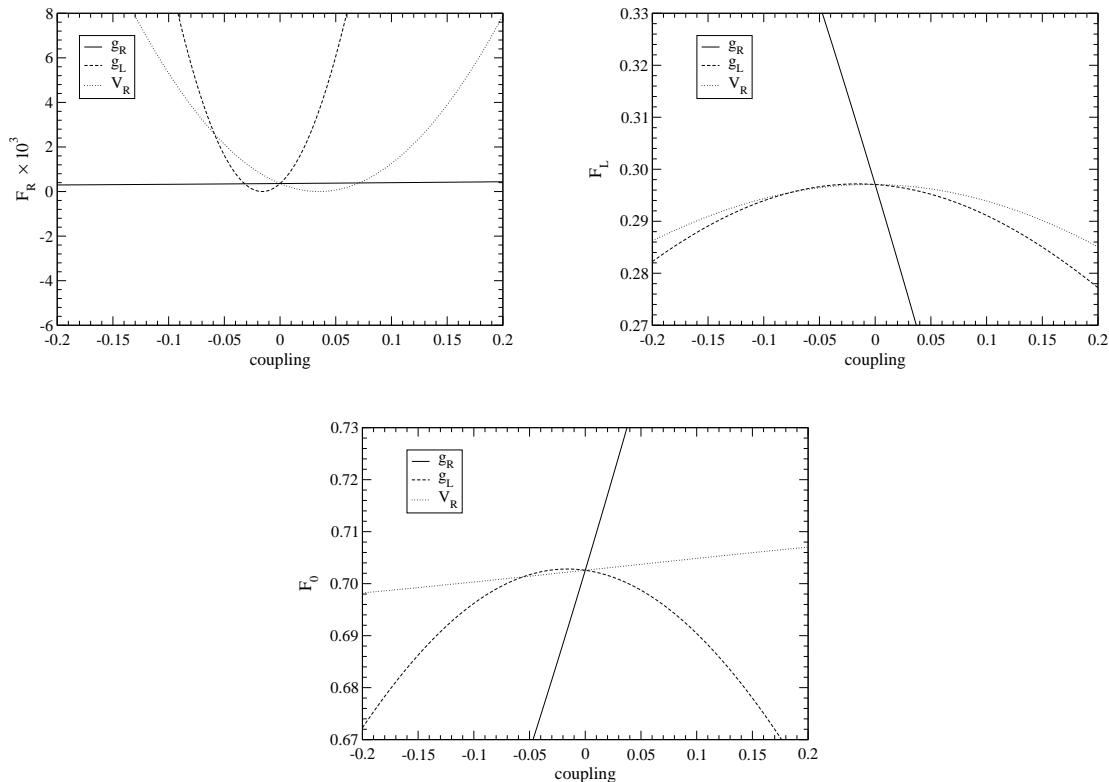 8
6
4
2
0
-2
-4
-6
F_R × 10^3
g_R
g_L
V_R
-0.2 -0.15 -0.1 -0.05 0 0.05 0.1 0.15 0.2
coupling
0.33
0.32
0.31
0.30
0.29
0.28
0.27
F_L
g_R
g_L
V_R
-0.2 -0.15 -0.1 -0.05 0 0.05 0.1 0.15 0.2
coupling
0.73
0.72
0.71
0.70
0.69
0.68
0.67
F_0
g_R
g_L
V_R
-0.2 -0.15 -0.1 -0.05 0 0.05 0.1 0.15 0.2
coupling